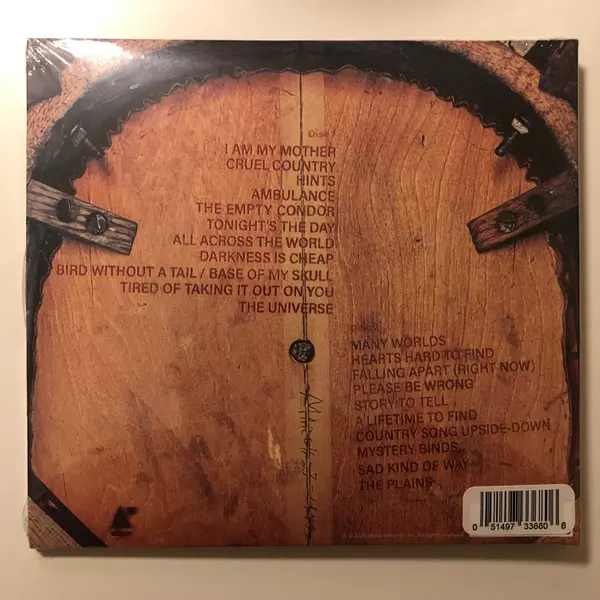 Disc 1
I AM MY MOTHER
CRUEL COUNTRY
HINTS
AMBULANCE
THE EMPTY CONDOR
TONIGHT'S THE DAY
ALL ACROSS THE WORLD
DARKNESS IS CHEAP
BIRD WITHOUT A TAIL / BASE OF MY SKULL
TIRED OF TAKING IT OUT ON YOU
THE UNIVERSE
MANY WORLDS
HEARTS HARD TO FIND
FALLING APART (RIGHT NOW)
PLEASE BE WRONG
STORY TO TELL
A LIFETIME TO FIND
COUNTRY SONG UPSIDE-DOWN
MYSTERY BINDS
SAD KIND OF WAY
THE PLAINS
0 51497 33680 6